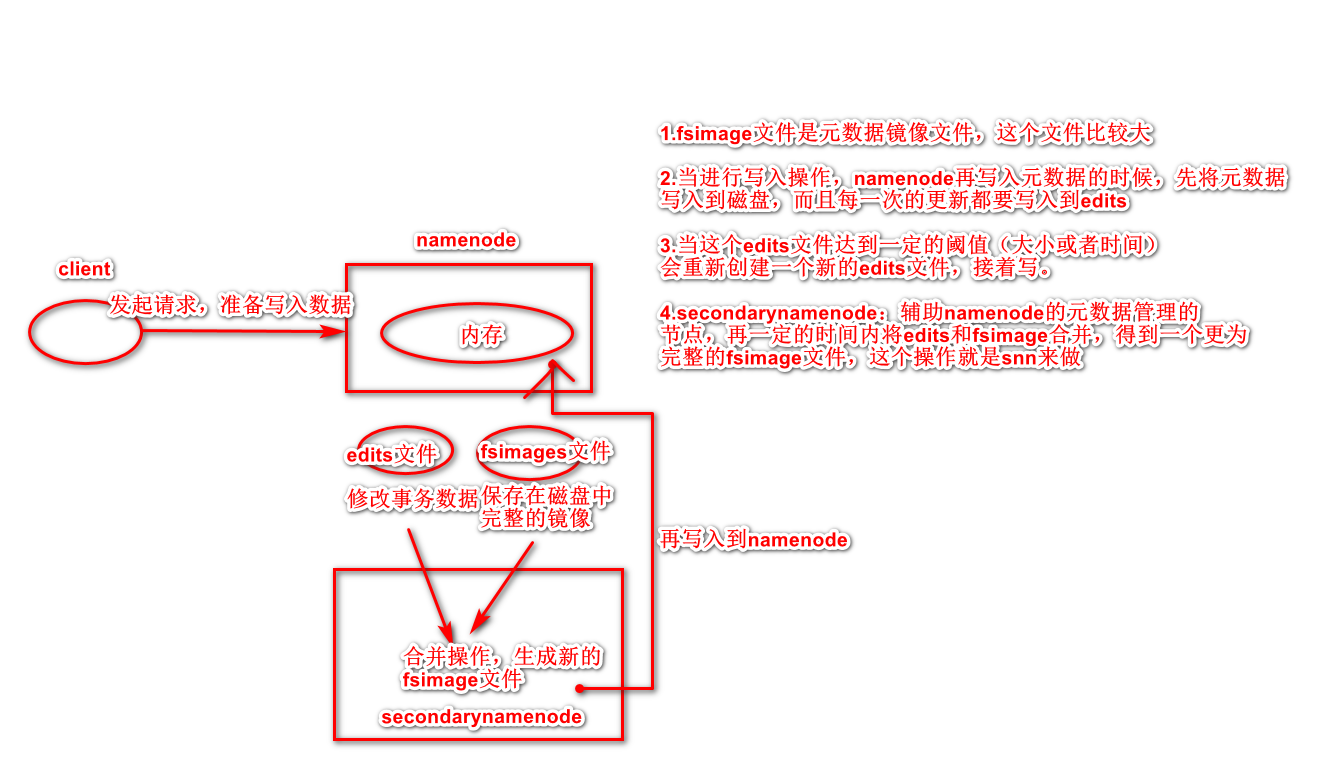 1.fsimage文件是元数据镜像文件，这个文件比较大
2.当进行写入操作，namenode再写入元数据的时候，先将元数据
写入到磁盘，而且每一次的更新都要写入到edits
3.当这个edits文件达到一定的阈值（大小或者时间）
会重新创建一个新的edits文件，接着写。
4.secondarynamenode：辅助namenode的元数据管理的
节点，再一定的时间内将edits和fsimage合并，得到一个更为
完整的fsimage文件，这个操作就是snn来做
namenode
client
发起请求，准备写入数据
内存
edits文件
fsimages文件
修改事务数据
保存在磁盘中
完整的镜像
再写入到namenode
合并操作，生成新的
fsimage文件
secondarynamenode